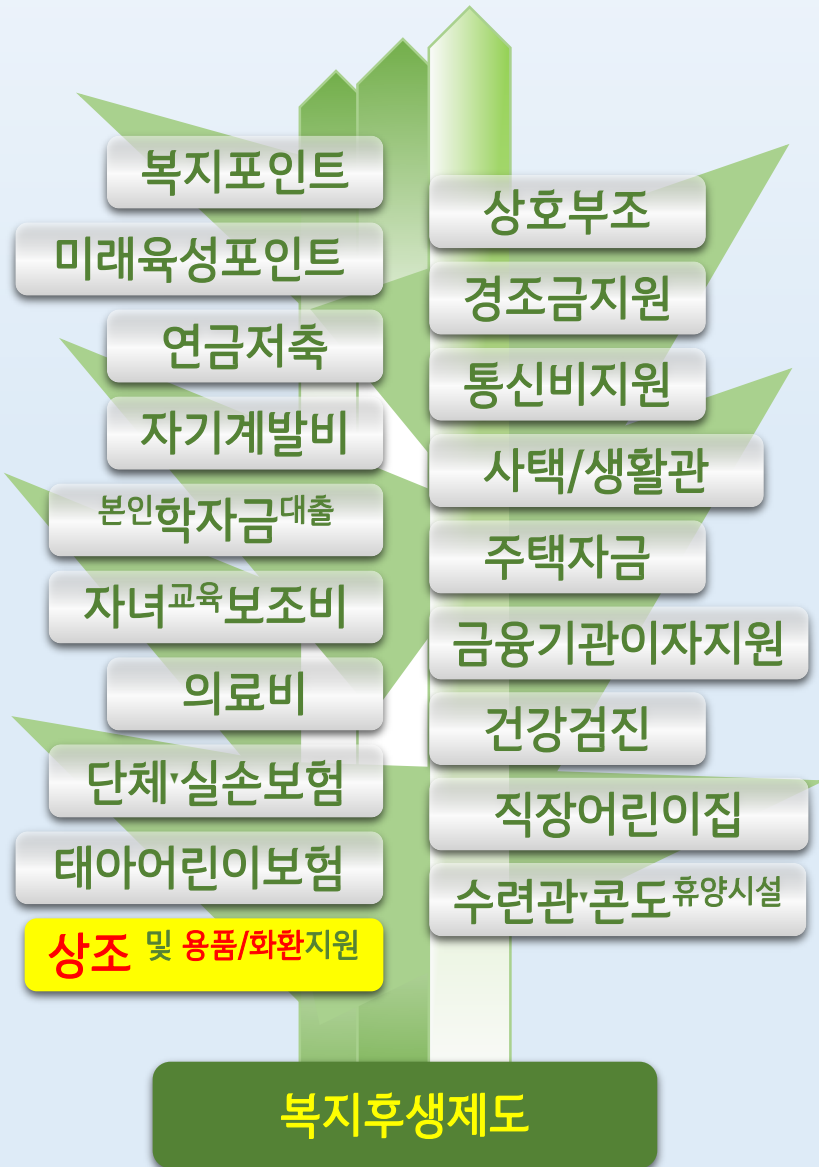 복지포인트
미래육성포인트
연금저축
자기계발비
본인학자금대출
자녀교육보조비
의료비
단체▾실손보험
태아어린이보험
상조 및 용품/화환지원
상호부조
경조금지원
통신비지원
사택/생활관
주택자금
금융기관이자지원
건강검진
직장어린이집
수련관▾콘도휴양시설
복지후생제도